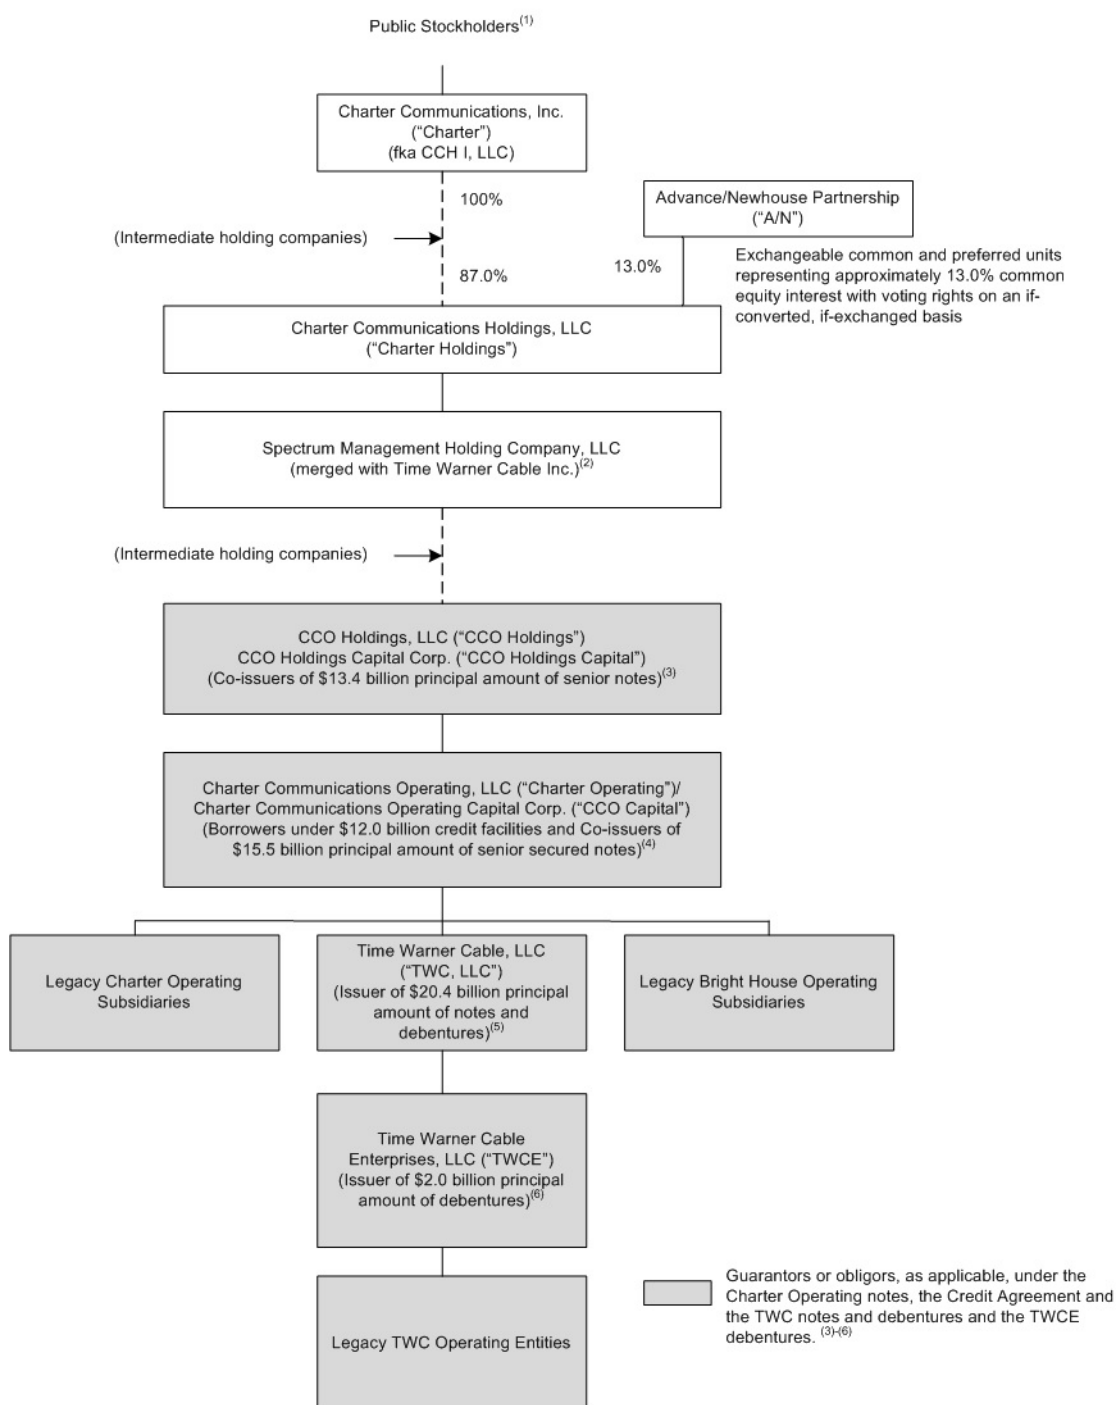 Public Stockholders(1)
Charter Communications, Inc.
(“Charter”)
(fka CCH I, LLC)
100%
Advance/Newhouse Partnership
(“A/N”)
(Intermediate holding companies)
87.0%
13.0%
Exchangeable common and preferred units
representing approximately 13.0% common
equity interest with voting rights on an if-
converted, if-exchanged basis
Charter Communications Holdings, LLC
(“Charter Holdings”)
Spectrum Management Holding Company, LLC
(merged with Time Warner Cable Inc.)(2)
(Intermediate holding companies)
CCO Holdings, LLC (“CCO Holdings”)
CCO Holdings Capital Corp. (“CCO Holdings Capital”)
(Co-issuers of $13.4 billion principal amount of senior notes)(3)
Charter Communications Operating, LLC (“Charter Operating”)/
Charter Communications Operating Capital Corp. (“CCO Capital”)
(Borrowers under $12.0 billion credit facilities and Co-issuers of
$15.5 billion principal amount of senior secured notes)(4)
Legacy Charter Operating
Subsidiaries
Time Warner Cable, LLC
(“TWC, LLC”)
(Issuer of $20.4 billion principal
amount of notes and
debentures)(5)
Legacy Bright House Operating
Subsidiaries
Time Warner Cable
Enterprises, LLC (“TWCE”)
(Issuer of $2.0 billion principal
amount of debentures)(6)
Legacy TWC Operating Entities
Guarantors or obligors, as applicable, under the
Charter Operating notes, the Credit Agreement and
the TWC notes and debentures and the TWCE
debentures. (3)-(6)